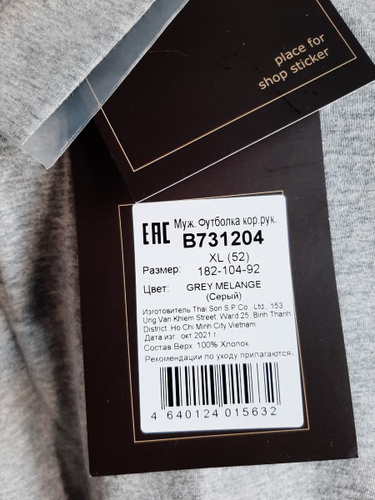 place for
shop sticker
EAC Муж. Футболка кор.рук.
B731204
XL (52)
Размер: 182-104-92
Цвет: GREY MELANGE
(Серый)
Изготовитель Thai Son S.P Co., Ltd., 153
Ung Van Khiem Street, Ward 25, Binh Thanh
District, Ho Chi Minh City Vietnam
Дата изг.: окт 2021 г.
Состав Верх: 100% Хлопок
Рекомендации по уходу прилагаются.
4 640124 015632